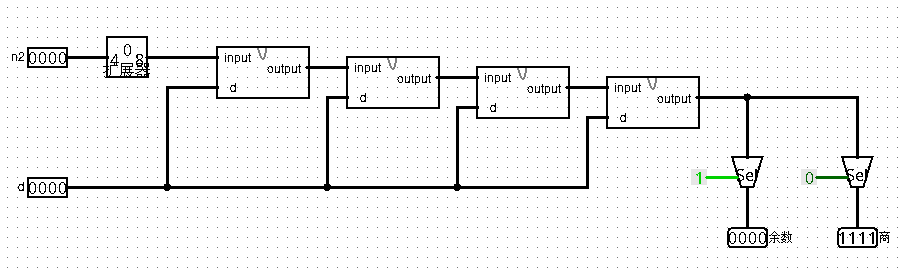 n2 0000
0
4 8
扩展器
input
output
d
input
output
d
input
output
d
input
output
d
d 0000
1 Sel
0 Sel
0000 余数
1111 商